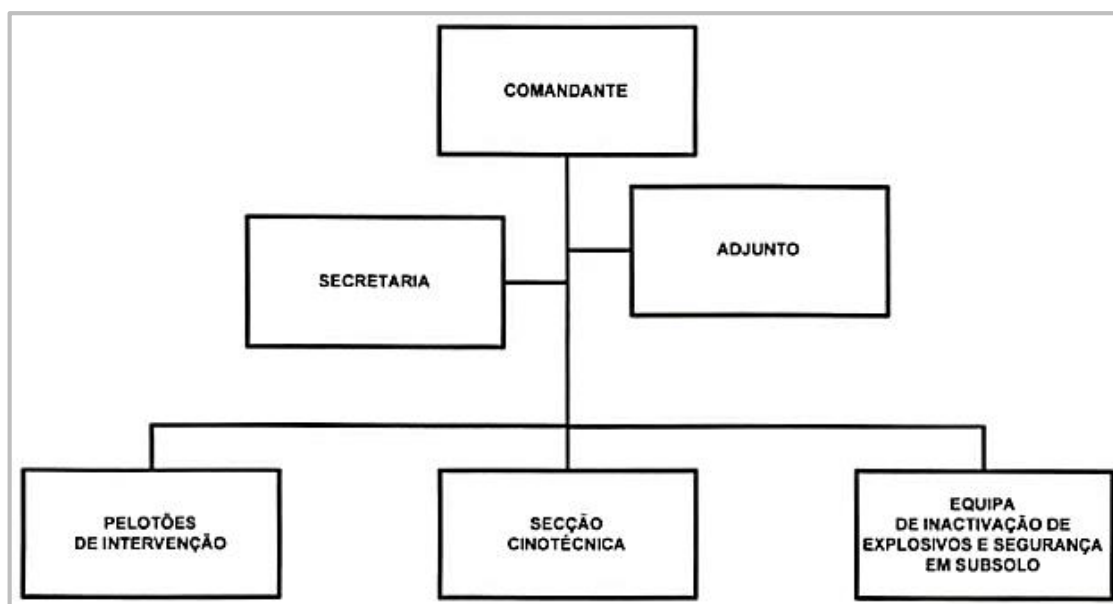 COMANDANTE
ADJUNTO
SECRETARIA
PELOTÕES
DE INTERVENÇÃO
SECÇÃO
CINOTÉCNICA
EQUIPA
DE INACTIVAÇÃO DE
EXPLOSIVOS E SEGURANÇA
EM SUBSOLO